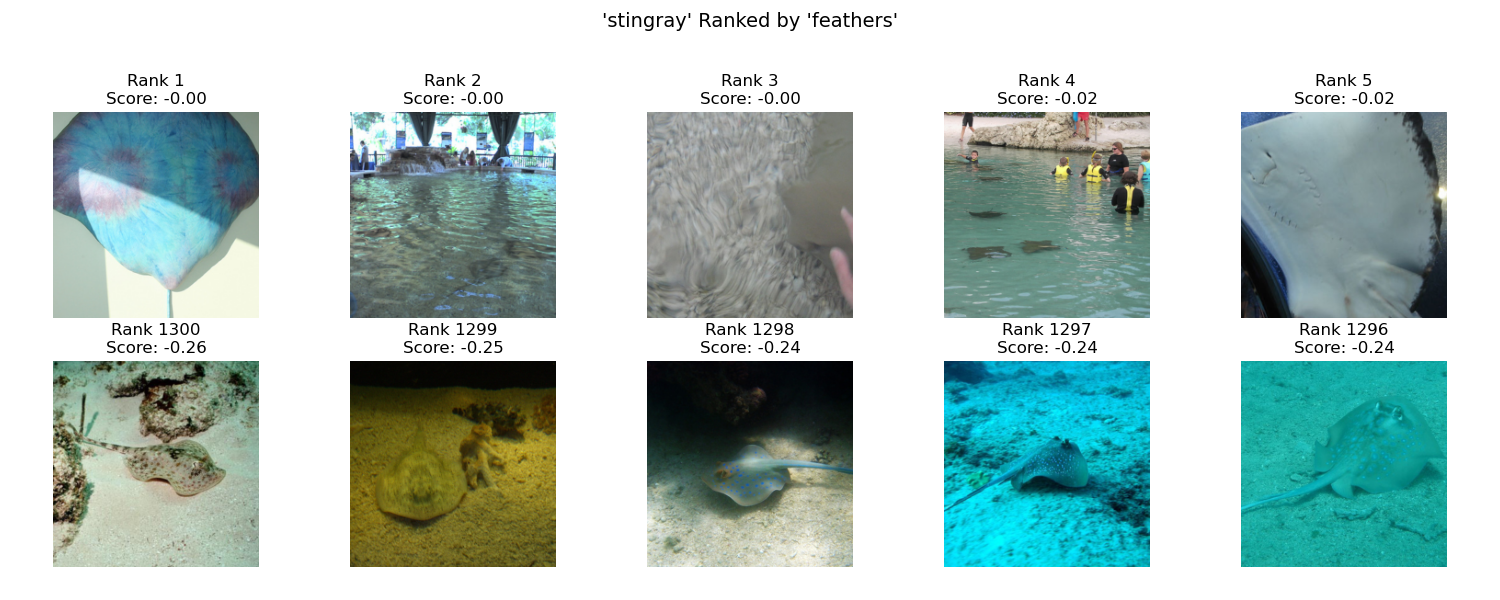 'stingray' Ranked by 'feathers'
Rank 1
Score: -0.00
Rank 2
Score: -0.00
Rank 3
Score: -0.00
Rank 4
Score: -0.02
Rank 5
Score: -0.02
Rank 1300
Score: -0.26
Rank 1299
Score: -0.25
Rank 1298
Score: -0.24
Rank 1297
Score: -0.24
Rank 1296
Score: -0.24